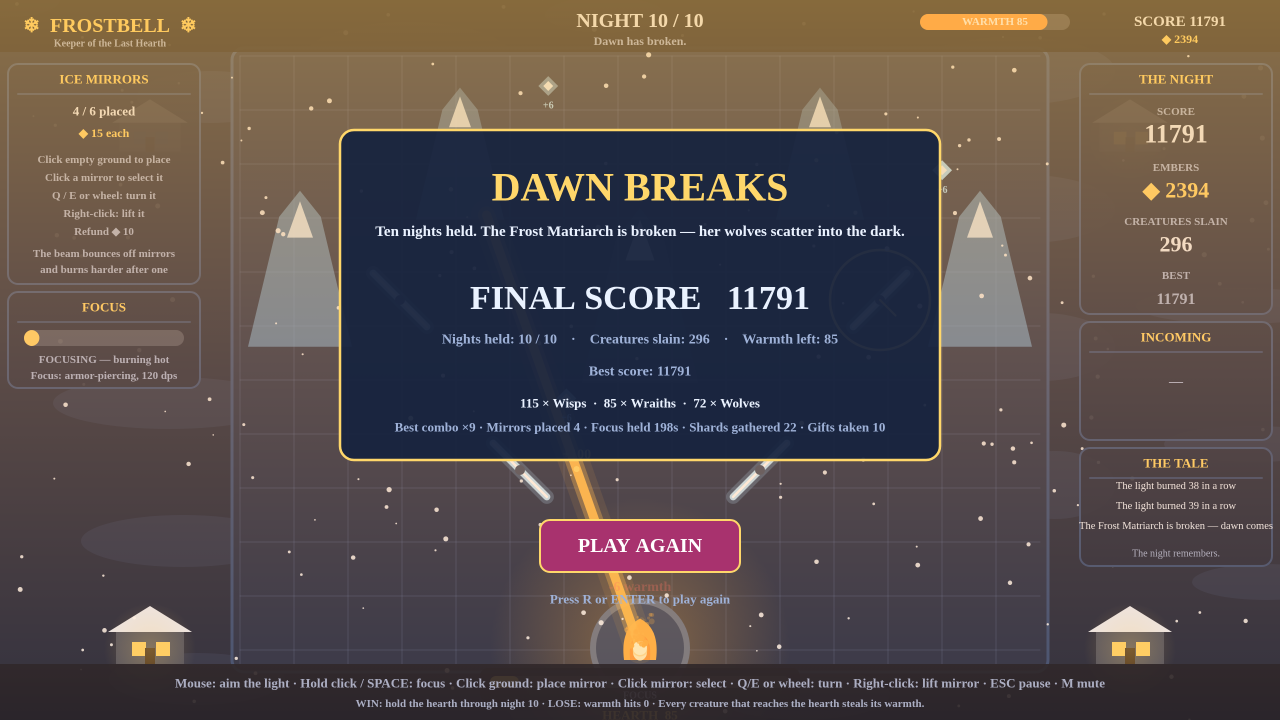 ❄ FROSTBELL ❄
Keeper of the Last Hearth
NIGHT 10 / 10
Dawn has broken.
WARMTH 85
SCORE 11791
◆ 2394
ICE MIRRORS
4 / 6 placed
◆ 15 each
Click empty ground to place
Click a mirror to select it
Q / E or wheel: turn it
Right-click: lift it
Refund ◆ 10
The beam bounces off mirrors
and burns harder after one
FOCUS
FOCUSING — burning hot
Focus: armor-piercing, 120 dps
+6
6
DAWN BREAKS
Ten nights held. The Frost Matriarch is broken — her wolves scatter into the dark.
FINAL SCORE 11791
Nights held: 10 / 10 · Creatures slain: 296 · Warmth left: 85
Best score: 11791
115 × Wisps · 85 × Wraiths · 72 × Wolves
Best combo ×9 · Mirrors placed 4 · Focus held 198s · Shards gathered 22 · Gifts taken 10
PLAY AGAIN
warmth
Press R or ENTER to play again
THE NIGHT
SCORE
11791
EMBERS
◆ 2394
CREATURES SLAIN
296
BEST
11791
INCOMING
—
THE TALE
The light burned 38 in a row
The light burned 39 in a row
The Frost Matriarch is broken — dawn comes
The night remembers.
Mouse: aim the light · Hold click / SPACE: focus · Click ground: place mirror · Click mirror: select · Q/E or wheel: turn · Right-click: lift mirror · ESC pause · M mute
WIN: hold the hearth through night 10 · LOSE: warmth hits 0 · Every creature that reaches the hearth steals its warmth.
HEARTH 85